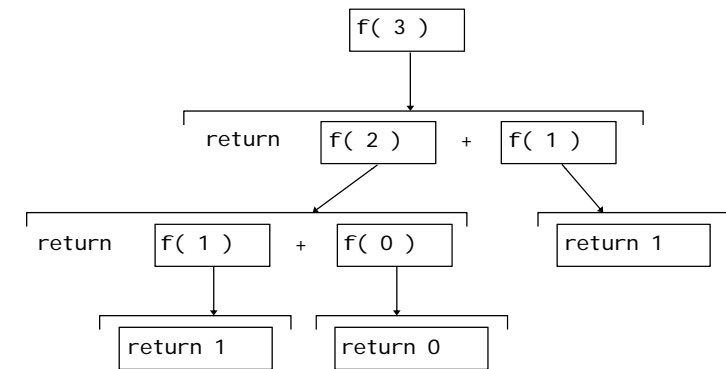 f( 3 )
return f( 2 ) + f( 1 )
return f( 1 ) + f( 0 )
return 1
return 1
return 0